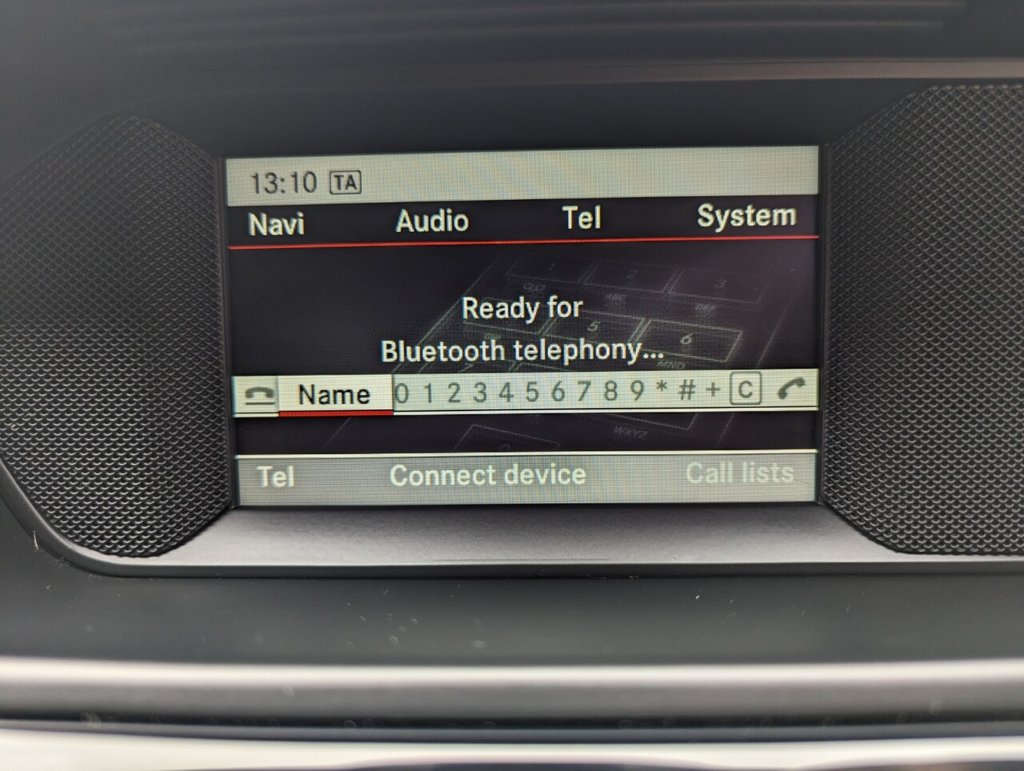 13:10 TA
Navi Audio Tel System
Ready for
Bluetooth telephony...
Name 0 1 2 3 4 5 6 7 8 9 * # + C
Tel Connect device Call lists